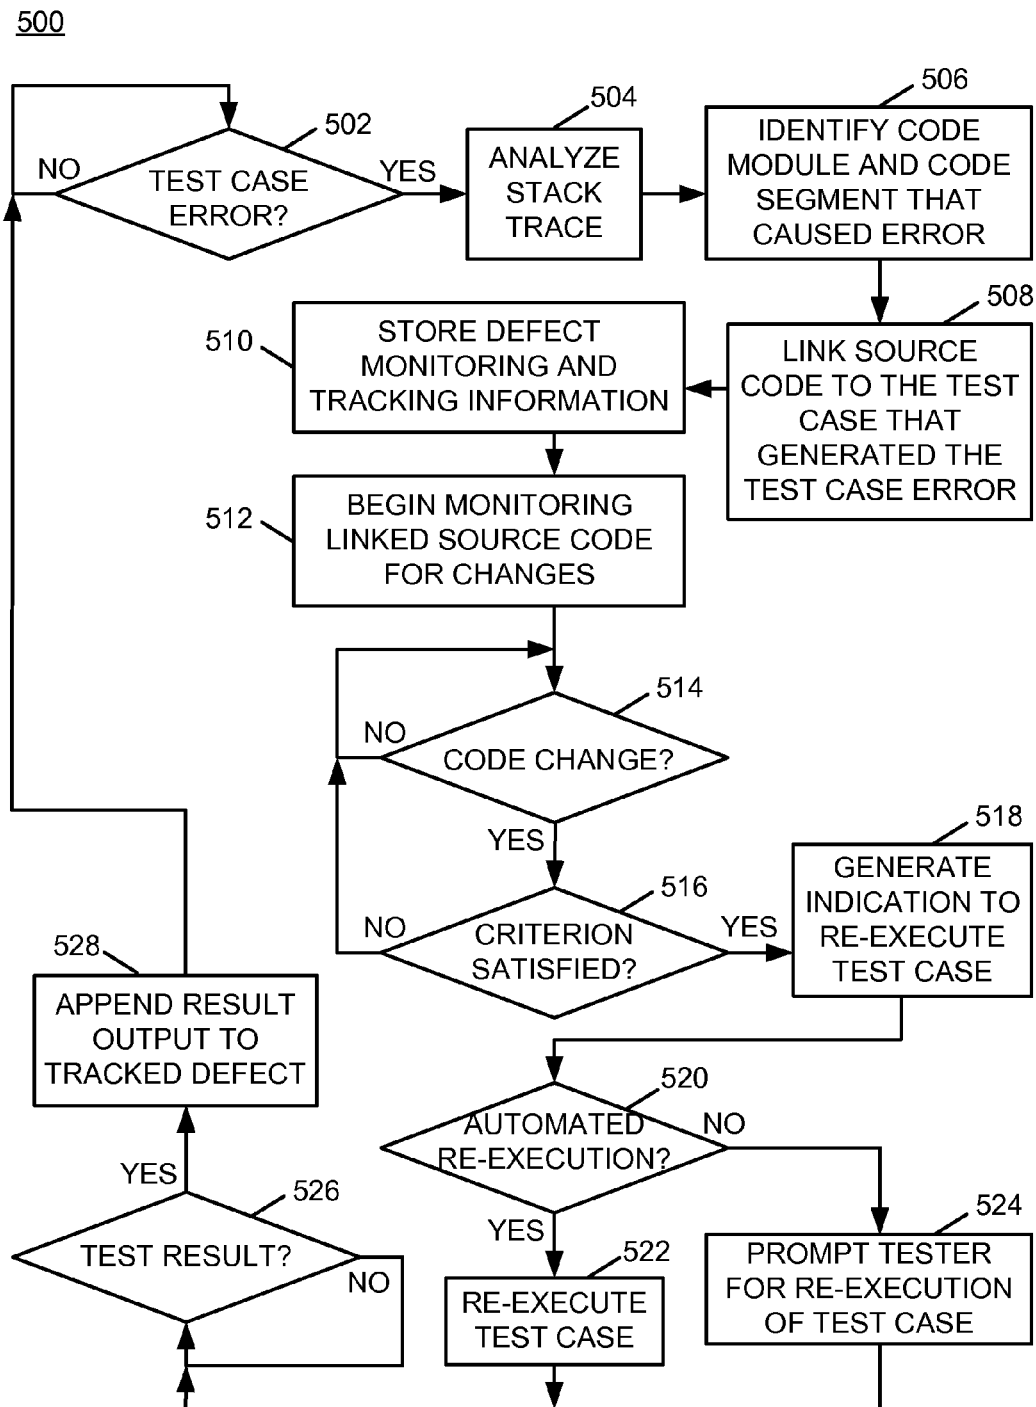 500
502
NO
TEST CASE
ERROR?
YES
504
ANALYZE
STACK
TRACE
506
IDENTIFY CODE
MODULE AND CODE
SEGMENT THAT
CAUSED ERROR
508
LINK SOURCE
CODE TO THE TEST
CASE THAT
GENERATED THE
TEST CASE ERROR
510
STORE DEFECT
MONITORING AND
TRACKING INFORMATION
512
BEGIN MONITORING
LINKED SOURCE CODE
FOR CHANGES
514
NO
CODE CHANGE?
YES
516
NO
CRITERION
SATISFIED?
YES
518
GENERATE
INDICATION TO
RE-EXECUTE
TEST CASE
520
AUTOMATED
RE-EXECUTION?
NO
YES
522
RE-EXECUTE
TEST CASE
524
PROMPT TESTER
FOR RE-EXECUTION
OF TEST CASE
526
TEST RESULT?
NO
YES
528
APPEND RESULT
OUTPUT TO
TRACKED DEFECT